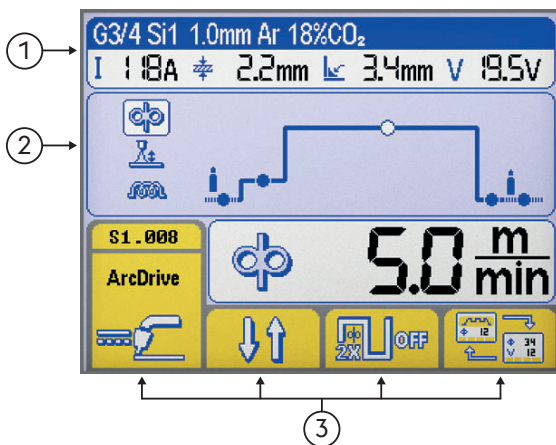 G3/4 Si1 1.0mm Ar 18%CO₂
I 118A 2.2mm 3.4mm V 19.5V
S1.008
ArcDrive
5.0 m/min
2X OFF
12
34
V 12
1
2
3